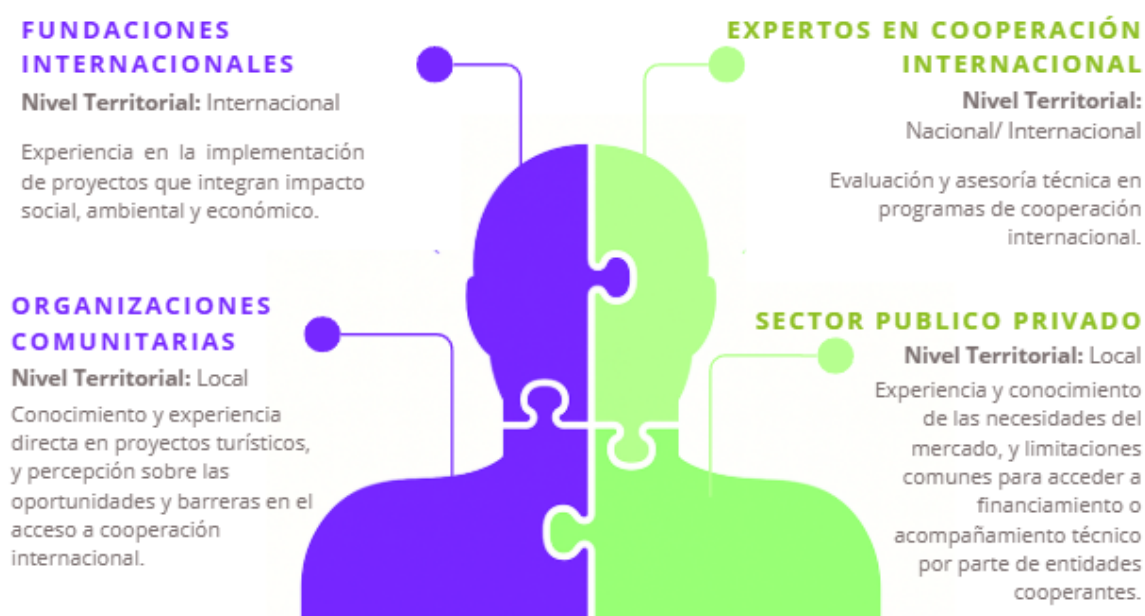 FUNDACIONES
INTERNACIONALES
Nivel Territorial: Internacional
Experiencia en la implementación
de proyectos que integran impacto
social, ambiental y económico.
ORGANIZACIONES
COMUNITARIAS
Nivel Territorial: Local
Conocimiento y experiencia
directa en proyectos turísticos,
y percepción sobre las
oportunidades y barreras en el
acceso a cooperación
internacional.
EXPERTOS EN COOPERACIÓN
INTERNACIONAL
Nivel Territorial:
Nacional/ Internacional
Evaluación y asesoría técnica en
programas de cooperación
internacional.
SECTOR PUBLICO PRIVADO
Nivel Territorial: Local
Experiencia y conocimiento
de las necesidades del
mercado, y limitaciones
comunes para acceder a
financiamiento o
acompañamiento técnico
por parte de entidades
cooperantes.